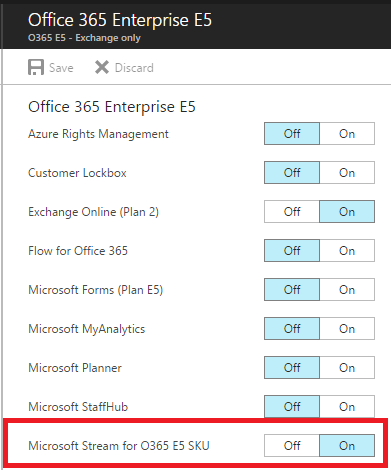 Office 365 Enterprise E5
O365 E5 - Exchange only
Save Discard
Office 365 Enterprise E5
Azure Rights Management Off On
Customer Lockbox Off On
Exchange Online (Plan 2) Off On
Flow for Office 365 Off On
Microsoft Forms (Plan E5) Off On
Microsoft MyAnalytics Off On
Microsoft Planner Off On
Microsoft StaffHub Off On
Microsoft Stream for O365 E5 SKU Off On